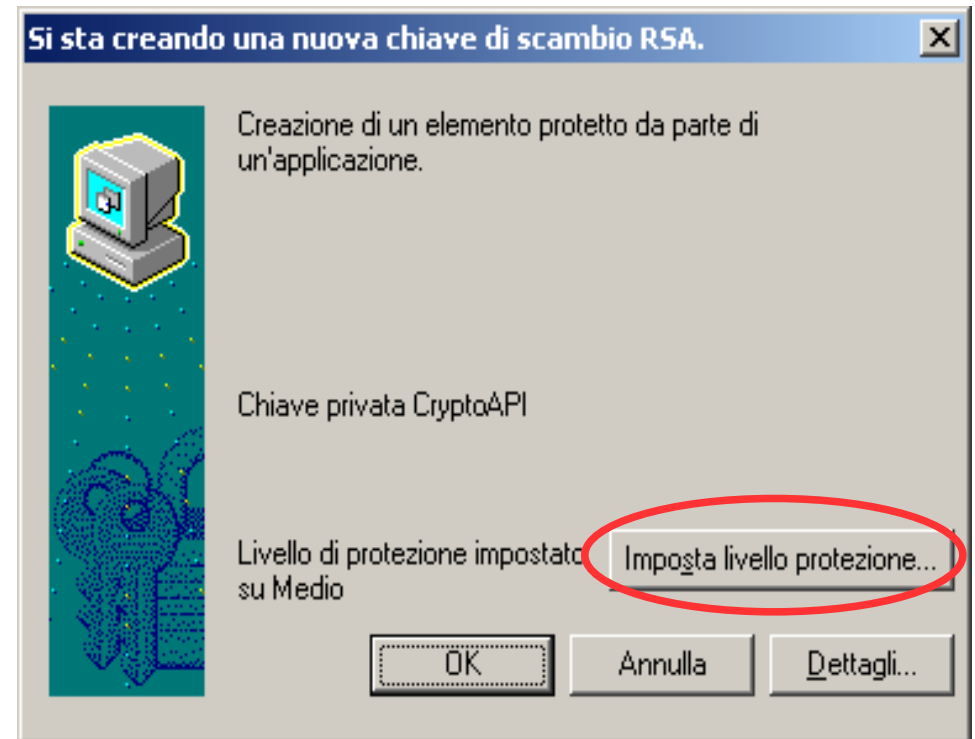 Si sta creando una nuova chiave di scambio RSA.
Creazione di un elemento protetto da parte di
un'applicazione.
Chiave privata CryptoAPI
Livello di protezione impostato
su Medio
Imposta livello protezione...
OK
Annulla
Dettagli...